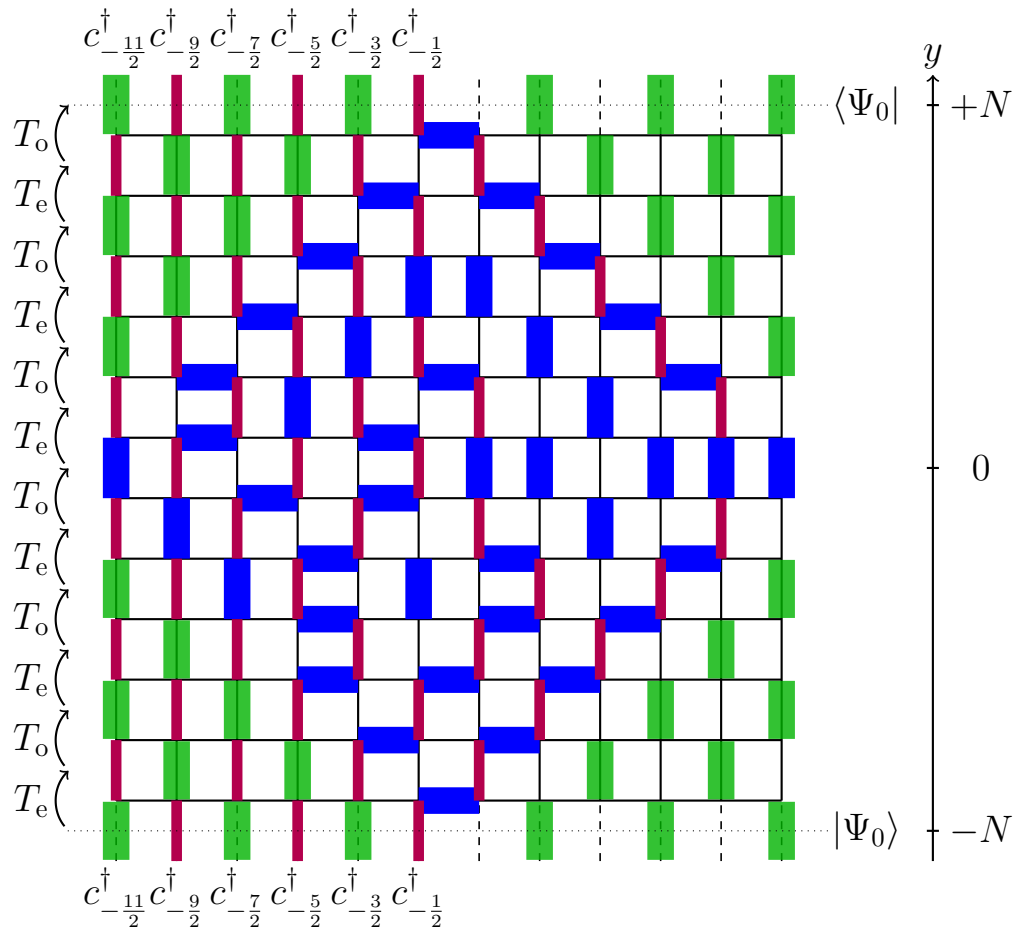 c†₋₁₁⁄₂ c†₋₉⁄₂ c†₋₇⁄₂ c†₋₅⁄₂ c†₋₃⁄₂ c†₋₁⁄₂ y
⟨Ψ₀| +N
Tₒ
Tₑ
Tₒ
Tₑ
Tₒ
Tₑ
0
Tₒ
Tₑ
Tₒ
Tₑ
Tₒ
Tₑ
|Ψ₀⟩ −N
c†₋₁₁⁄₂ c†₋₉⁄₂ c†₋₇⁄₂ c†₋₅⁄₂ c†₋₃⁄₂ c†₋₁⁄₂